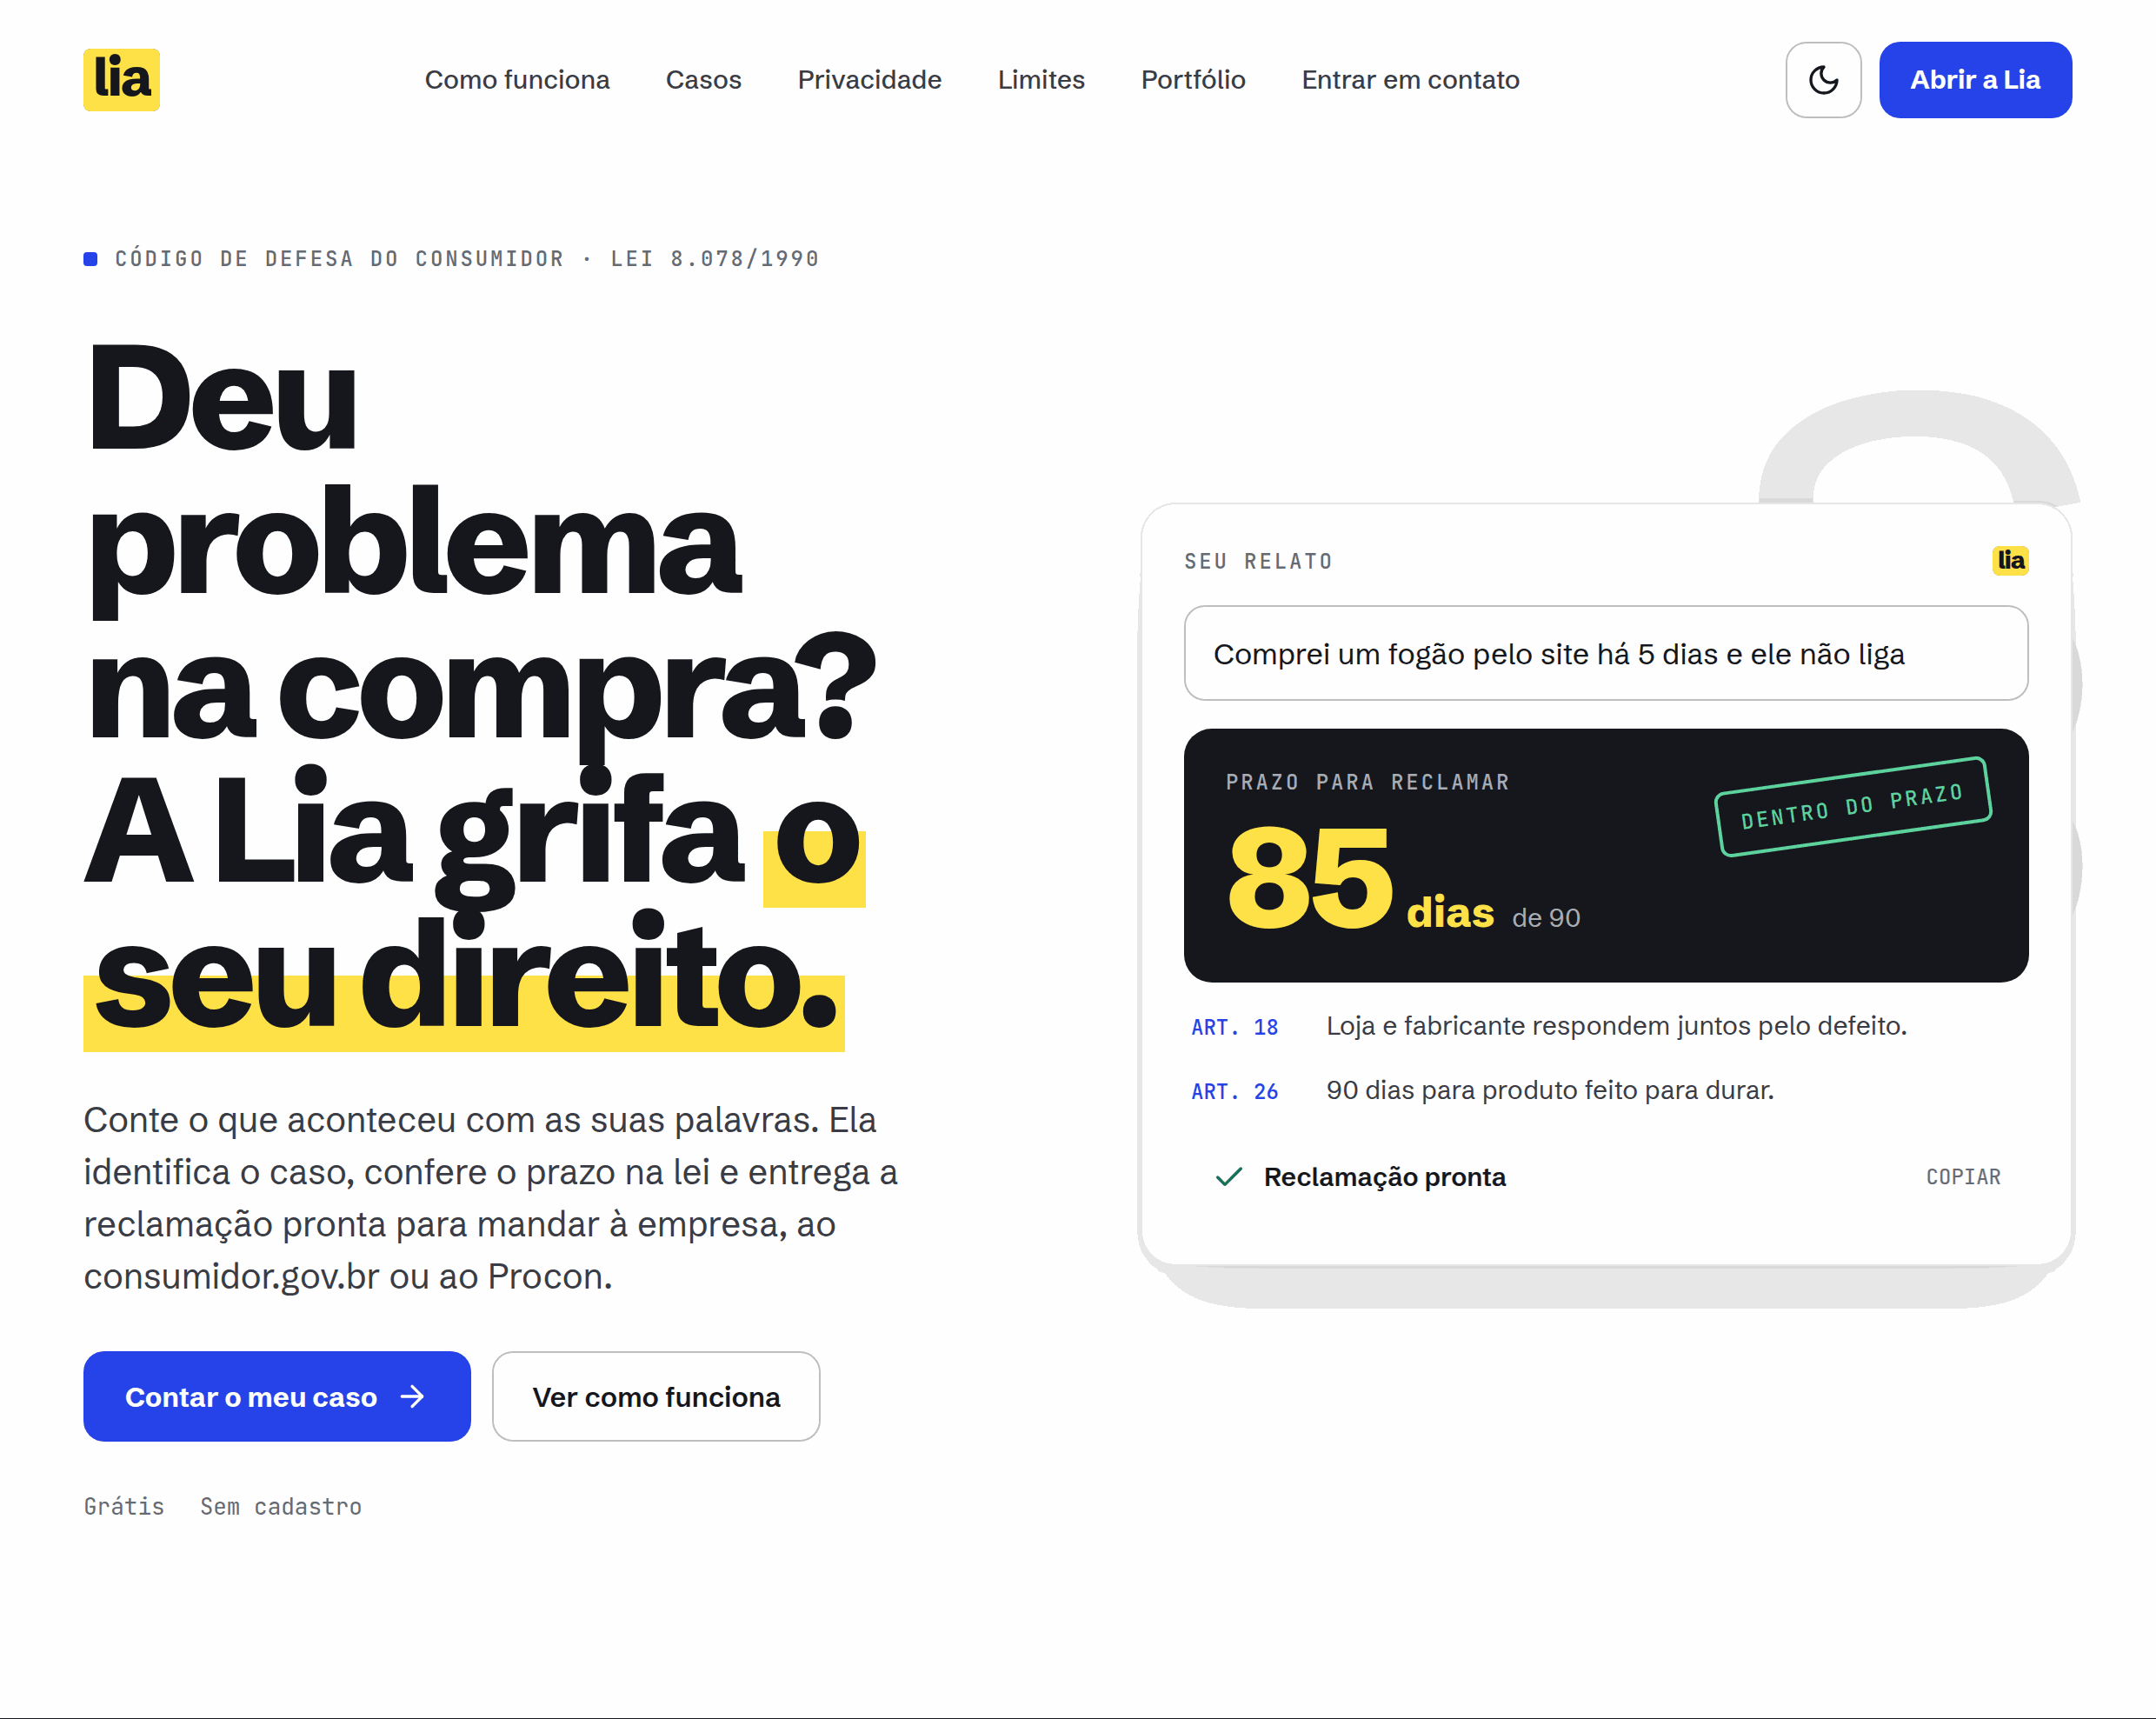 lia
Como funciona
Casos
Privacidade
Limites
Portfólio
Entrar em contato
Abrir a Lia
CÓDIGO DE DEFESA DO CONSUMIDOR · LEI 8.078/1990
Deu
problema
na compra?
A Lia grifa o
seu direito.
Conte o que aconteceu com as suas palavras. Ela
identifica o caso, confere o prazo na lei e entrega a
reclamação pronta para mandar à empresa, ao
consumidor.gov.br ou ao Procon.
Contar o meu caso
Ver como funciona
Grátis
Sem cadastro
SEU RELATO
lia
Comprei um fogão pelo site há 5 dias e ele não liga
PRAZO PARA RECLAMAR
DENTRO DO PRAZO
85 dias de 90
ART. 18 Loja e fabricante respondem juntos pelo defeito.
ART. 26 90 dias para produto feito para durar.
Reclamação pronta
COPIAR